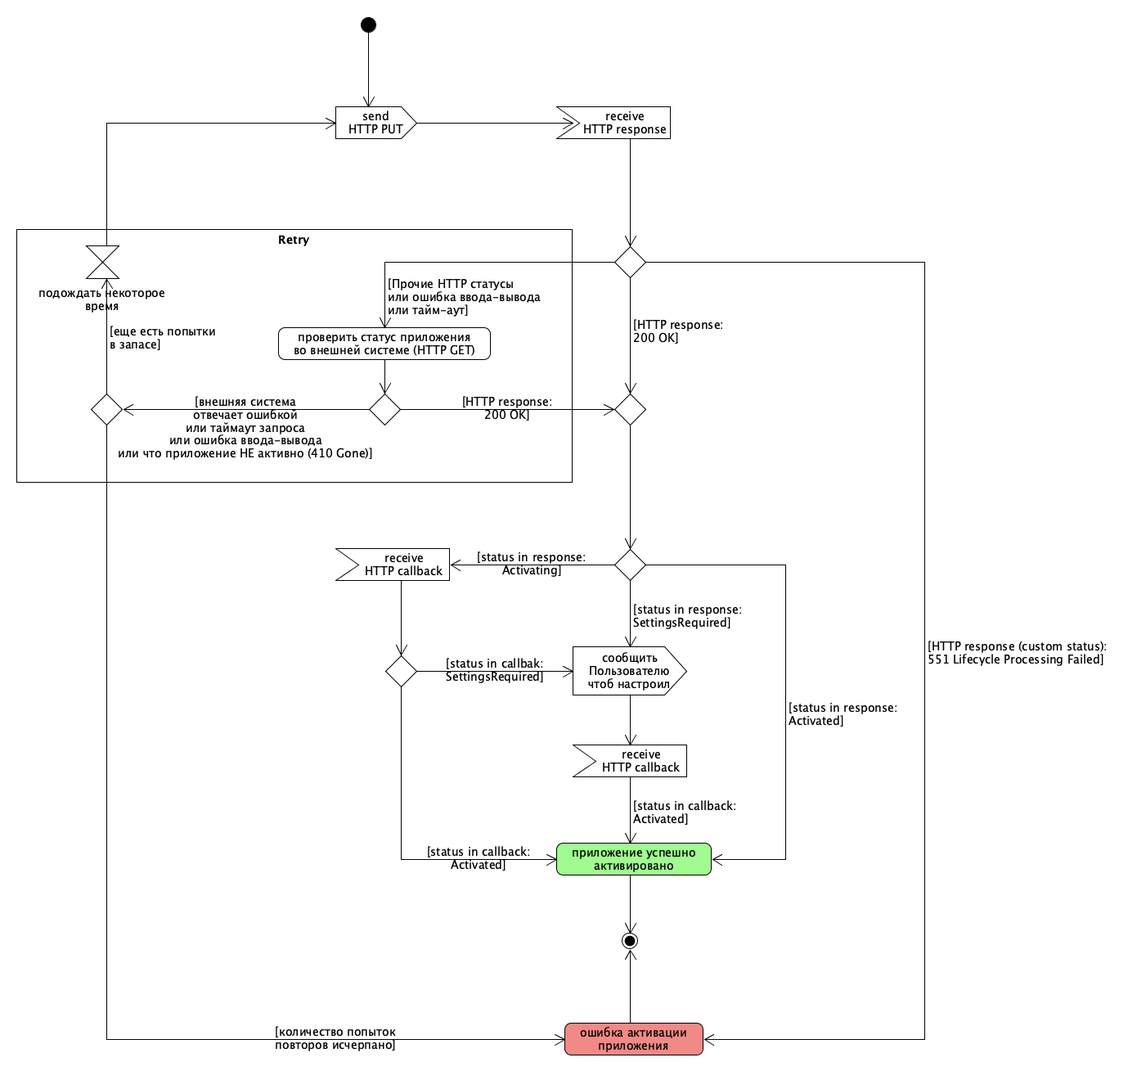 send
HTTP PUT
receive
HTTP response
Retry
подождать некоторое
время
[Прочие HTTP статусы
или ошибка ввода-вывода
или тайм-аут]
[HTTP response:
200 OK]
[еще есть попытки
в запасе]
проверить статус приложения
во внешней системе (HTTP GET)
[внешняя система
отвечает ошибкой
или таймаут запроса
или ошибка ввода-вывода
или что приложение НЕ активно (410 Gone)]
[HTTP response:
200 OK]
receive
HTTP callback
[status in response:
Activating]
[status in response:
SettingsRequired]
[HTTP response (custom status):
551 Lifecycle Processing Failed]
[status in callbak:
SettingsRequired]
сообщить
Пользователю
чтоб настроил
[status in response:
Activated]
receive
HTTP callback
[status in callback:
Activated]
[status in callback:
Activated]
приложение успешно
активировано
[количество попыток
повторов исчерпано]
ошибка активации
приложения